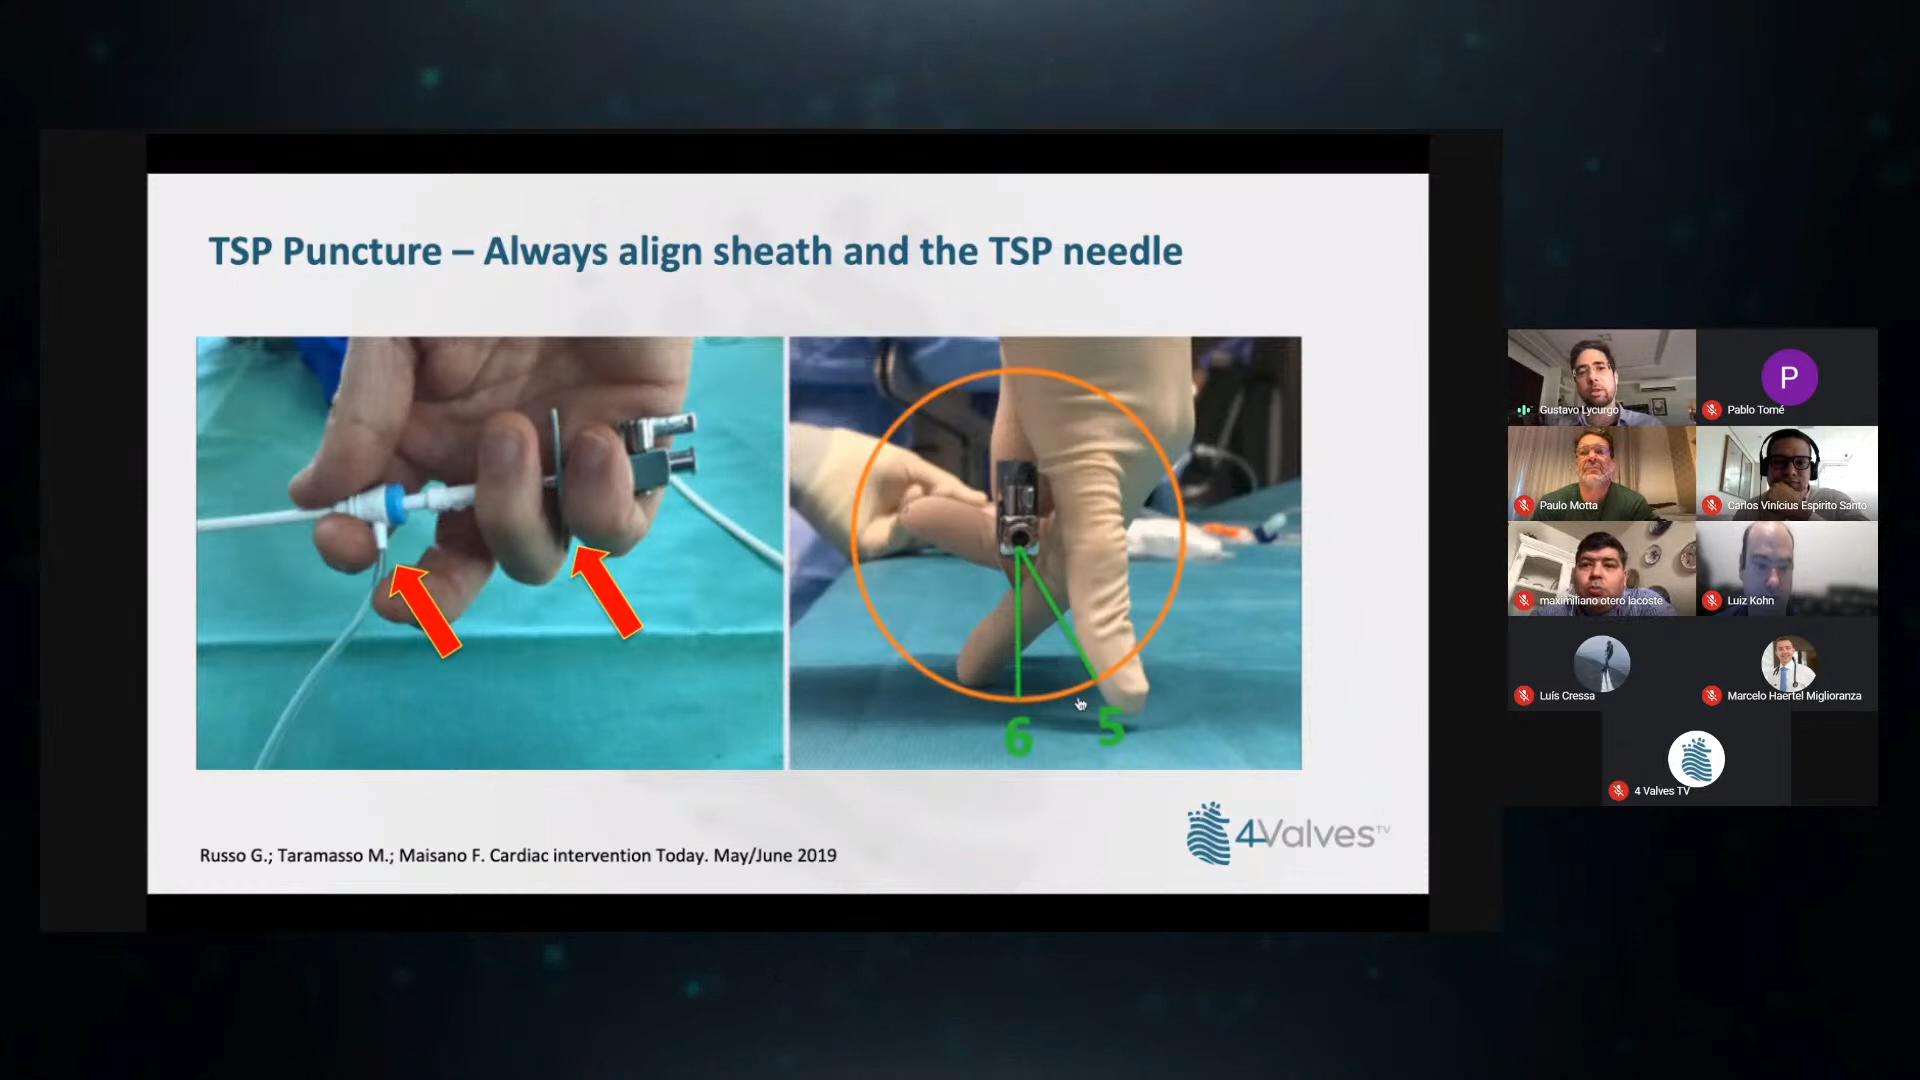 TSP Puncture – Always align sheath and the TSP needle
6
5
Russo G.; Taramasso M.; Maisano F. Cardiac intervention Today. May/June 2019
4Valves TV
Gustavo Lycurgo
P
Pablo Tomé
Paulo Motta
Carlos Vinícius Espirito Santo
maximiliano otero lacoste
Luiz Kohn
Luís Cressa
Marcelo Haertel Miglioranza
4 Valves TV